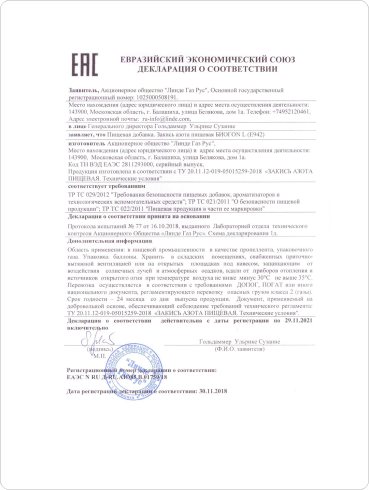 EAC
ЕВРАЗИЙСКИЙ ЭКОНОМИЧЕСКИЙ СОЮЗ
ДЕКЛАРАЦИЯ О СООТВЕТСТВИИ
Заявитель, Акционерное общество "Линде Газ Рус", Основной государственный
регистрационный номер: 1025000508191.
Место нахождения (адрес юридического лица) и адрес места осуществления деятельности:
143900, Московская область, г. Балашиха, улица Белякова, дом 1а. Телефон: +74952120461.
Адрес электронной почты: ru-info@linde.com,
в лице Генерального директора Гольдаммер Ульрике Сузанне
заявляет, что Пищевая добавка. Закись азота пищевая БИОГОН L (E942)
изготовитель Акционерное общество "Линде Газ Рус".
Место нахождения (адрес юридического лица) и адрес места осуществления деятельности:
143900, Московская область, г. Балашиха, улица Белякова, дом 1а.
Код ТН ВЭД ЕАЭС 2811293000, серийный выпуск,
Продукция изготовлена в соответствии с ТУ 20.11.12-019-05015259-2018 «ЗАКИСЬ АЗОТА
ПИЩЕВАЯ. Технические условия"
соответствует требованиям
ТР ТС 029/2012 "Требования безопасности пищевых добавок, ароматизаторов и
технологических вспомогательных средств"; ТР ТС 021/2011 "О безопасности пищевой
продукции"; ТР ТС 022/2011 "Пищевая продукция в части ее маркировки"
Декларация о соответствии принята на основании
Протокола испытаний № 77 от 16.10.2018, выданного Лабораторией отдела технического
контроля Акционерного Общества «Линде Газ Рус». Схема декларирования 1д.
Дополнительная информация
Область применения: в пищевой промышленности в качестве пропеллента, упаковочного
газа. Упаковка баллоны. Хранить в складских помещениях, снабженных приточно-
вытяжной вентиляцией или на открытых площадках под навесом, защищающим от
воздействия солнечных лучей и атмосферных осадков, вдали от приборов отопления и
источников открытого огня при температуре воздуха не ниже минус 30°С не выше 35°С.
Перевозка осуществляется в соответствии с требованиями ДОПОГ, ПОГАТ или иного
национального документа, регламентирующего перевозку опасных грузов класса 2 (газы).
Срок годности – 24 месяца со дня выпуска продукции. Документ, применяемый на
добровольной основе, обеспечивающий соблюдение требований технического регламента:
ТУ 20.11.12-019-05015259-2018 «ЗАКИСЬ АЗОТА ПИЩЕВАЯ. Технические условия".
Декларация о соответствии действительна с даты регистрации по 29.11.2021
включительно
(подпись)
М.П.
Гольдаммер Ульрике Сузанне
(Ф.И.О. заявителя)
Регистрационный номер декларации о соответствии:
ЕАЭС N RU Д-RU
Дата регистрации декларации о соответствии: 30.11.2018